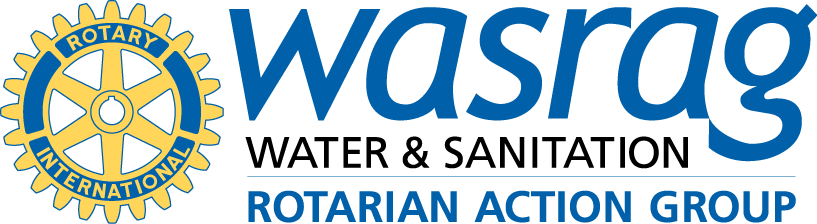 ROTARY
INTERNATIONAL
wasrag
WATER & SANITATION
ROTARIAN ACTION GROUP